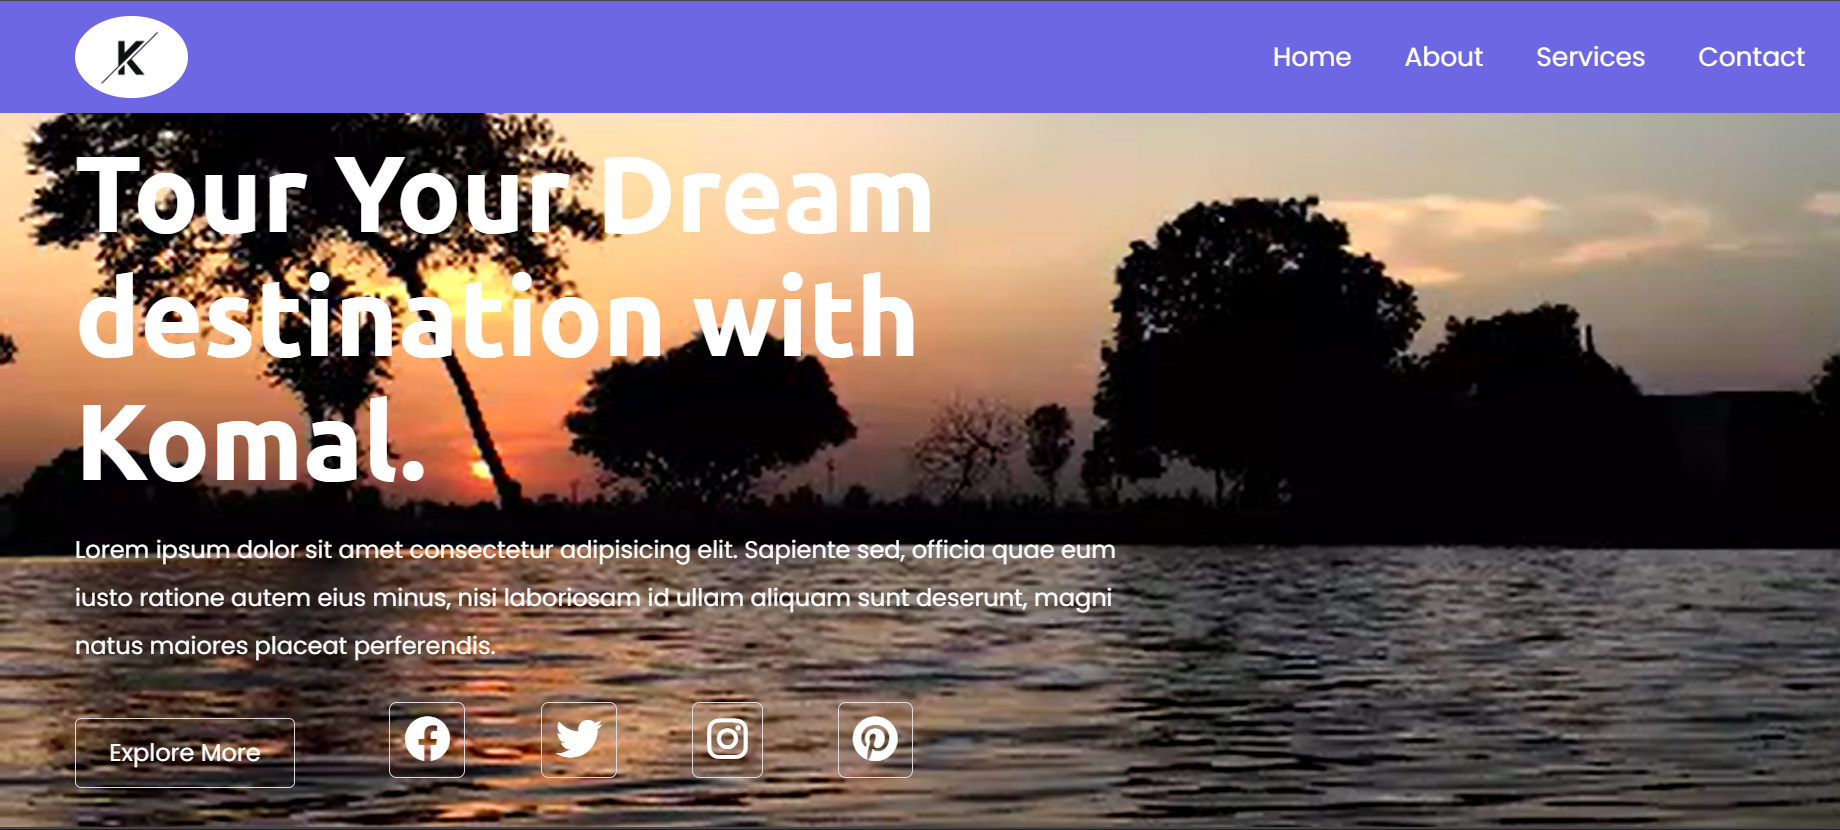 K
Home About Services Contact
Tour Your Dream
destination with
Komal.
Lorem ipsum dolor sit amet consectetur adipisicing elit. Sapiente sed, officia quae eum
iusto ratione autem eius minus, nisi laboriosam id ullam aliquam sunt deserunt, magni
natus maiores placeat perferendis.
Explore More